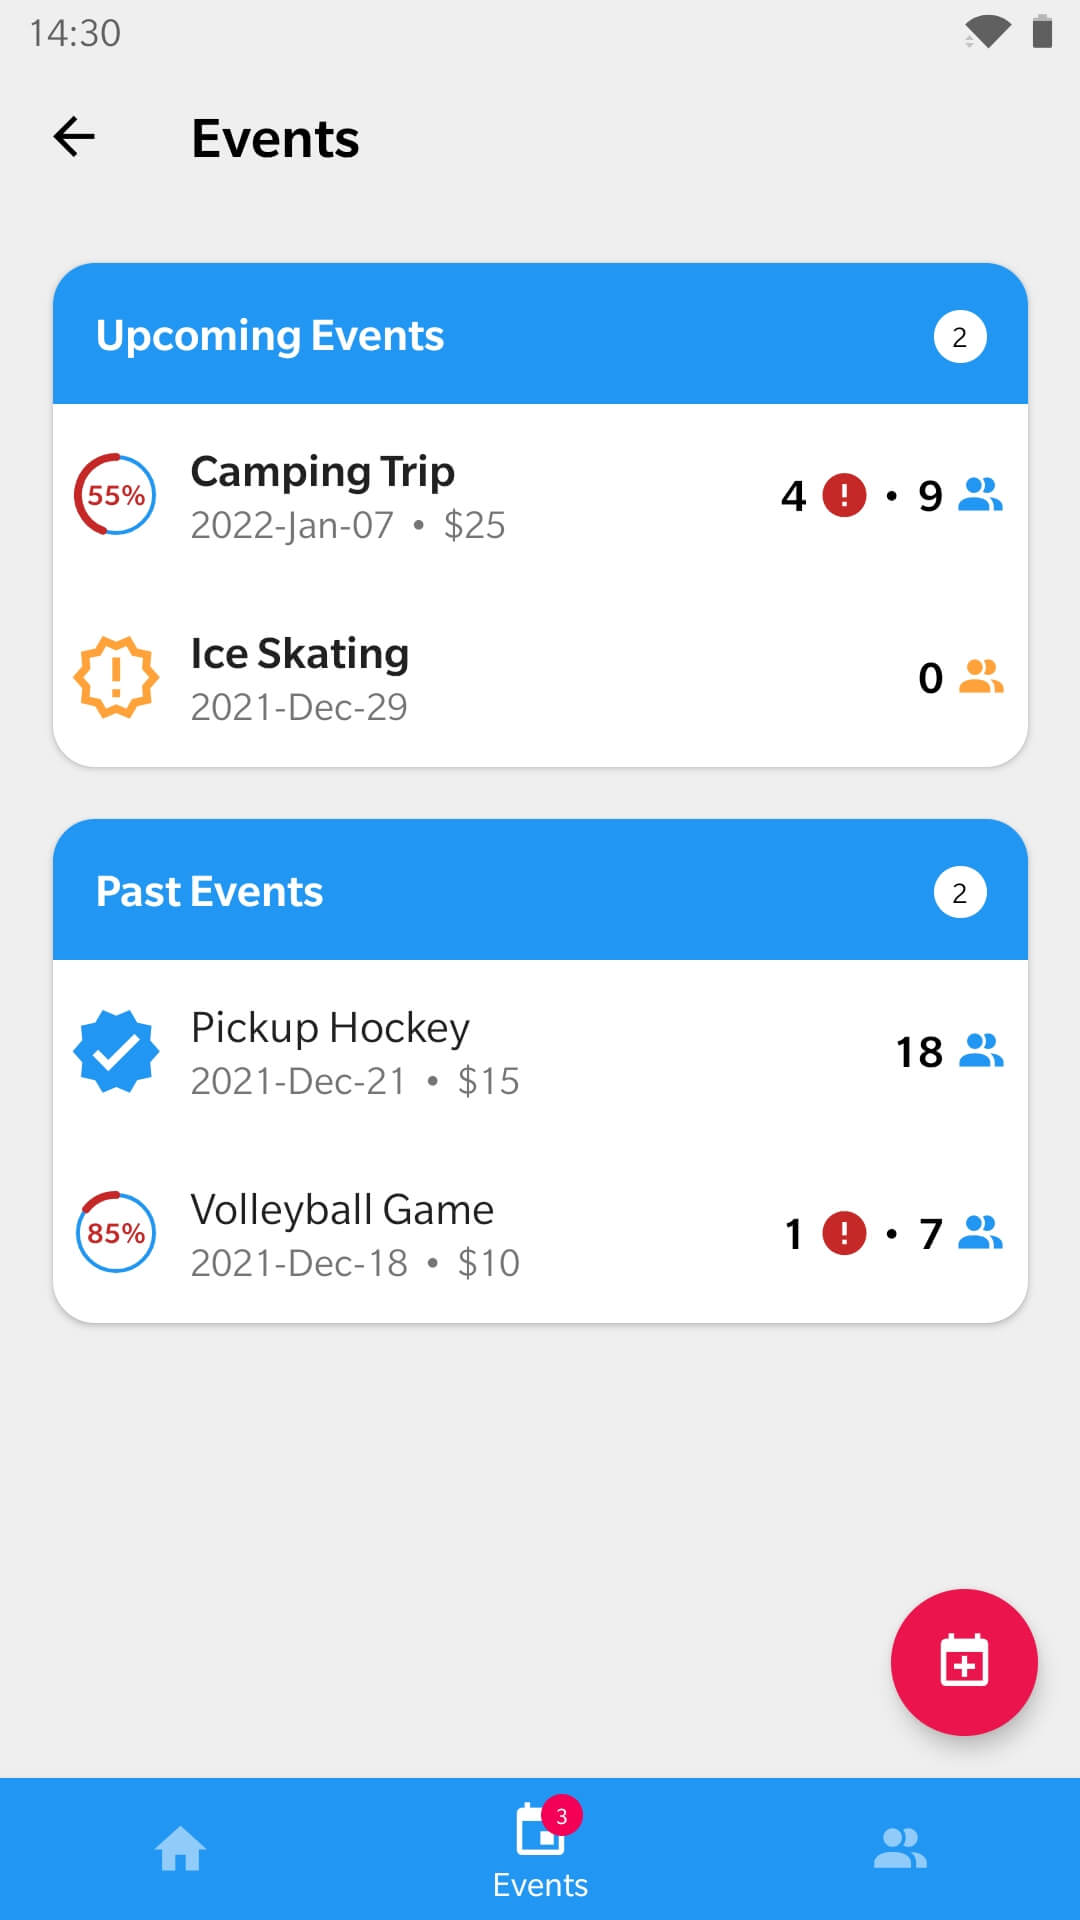 14:30
Events
Upcoming Events 2
55% Camping Trip 4 ! • 9
2022-Jan-07 • $25
! Ice Skating 0
2021-Dec-29
Past Events 2
Pickup Hockey 18
2021-Dec-21 • $15
85% Volleyball Game 1 ! • 7
2021-Dec-18 • $10
3
Events